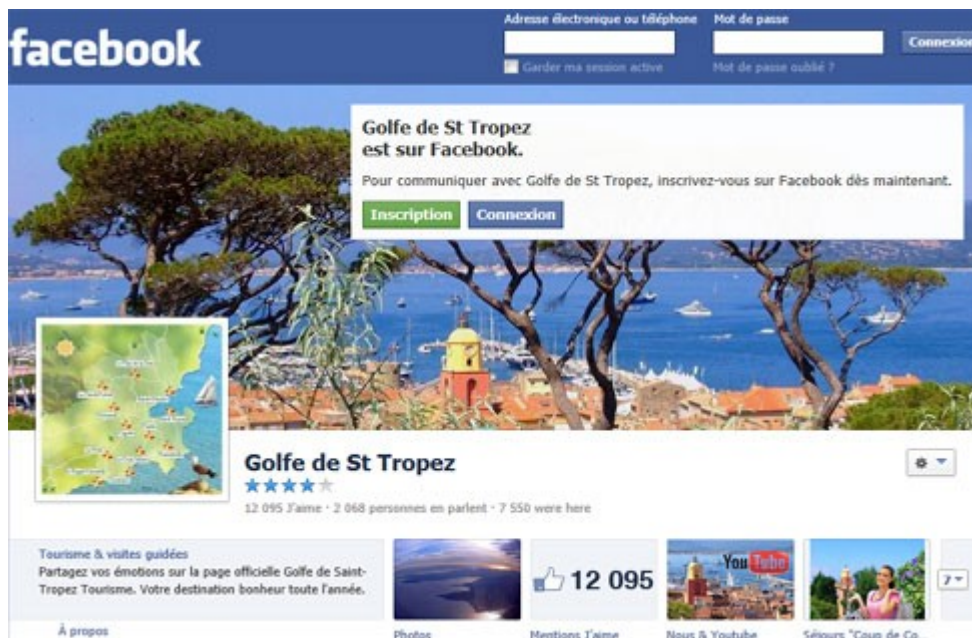 facebook
Adresse électronique ou téléphone
Mot de passe
Connexion
Garder ma session active
Mot de passe oublié ?
Golfe de St Tropez
est sur Facebook.
Pour communiquer avec Golfe de St Tropez, inscrivez-vous sur Facebook dès maintenant.
Inscription
Connexion
Golfe de St Tropez
12 095 J'aime · 2 068 personnes en parlent · 7 550 were here
Tourisme & visites guidées
Partagez vos émotions sur la page officielle Golfe de Saint-
Tropez Tourisme. Votre destination bonheur toute l'année.
À propos
12 095
You Tube
7
Photos
Mentions J'aime
Nous & Youtube
Séjours "Coup de Co...